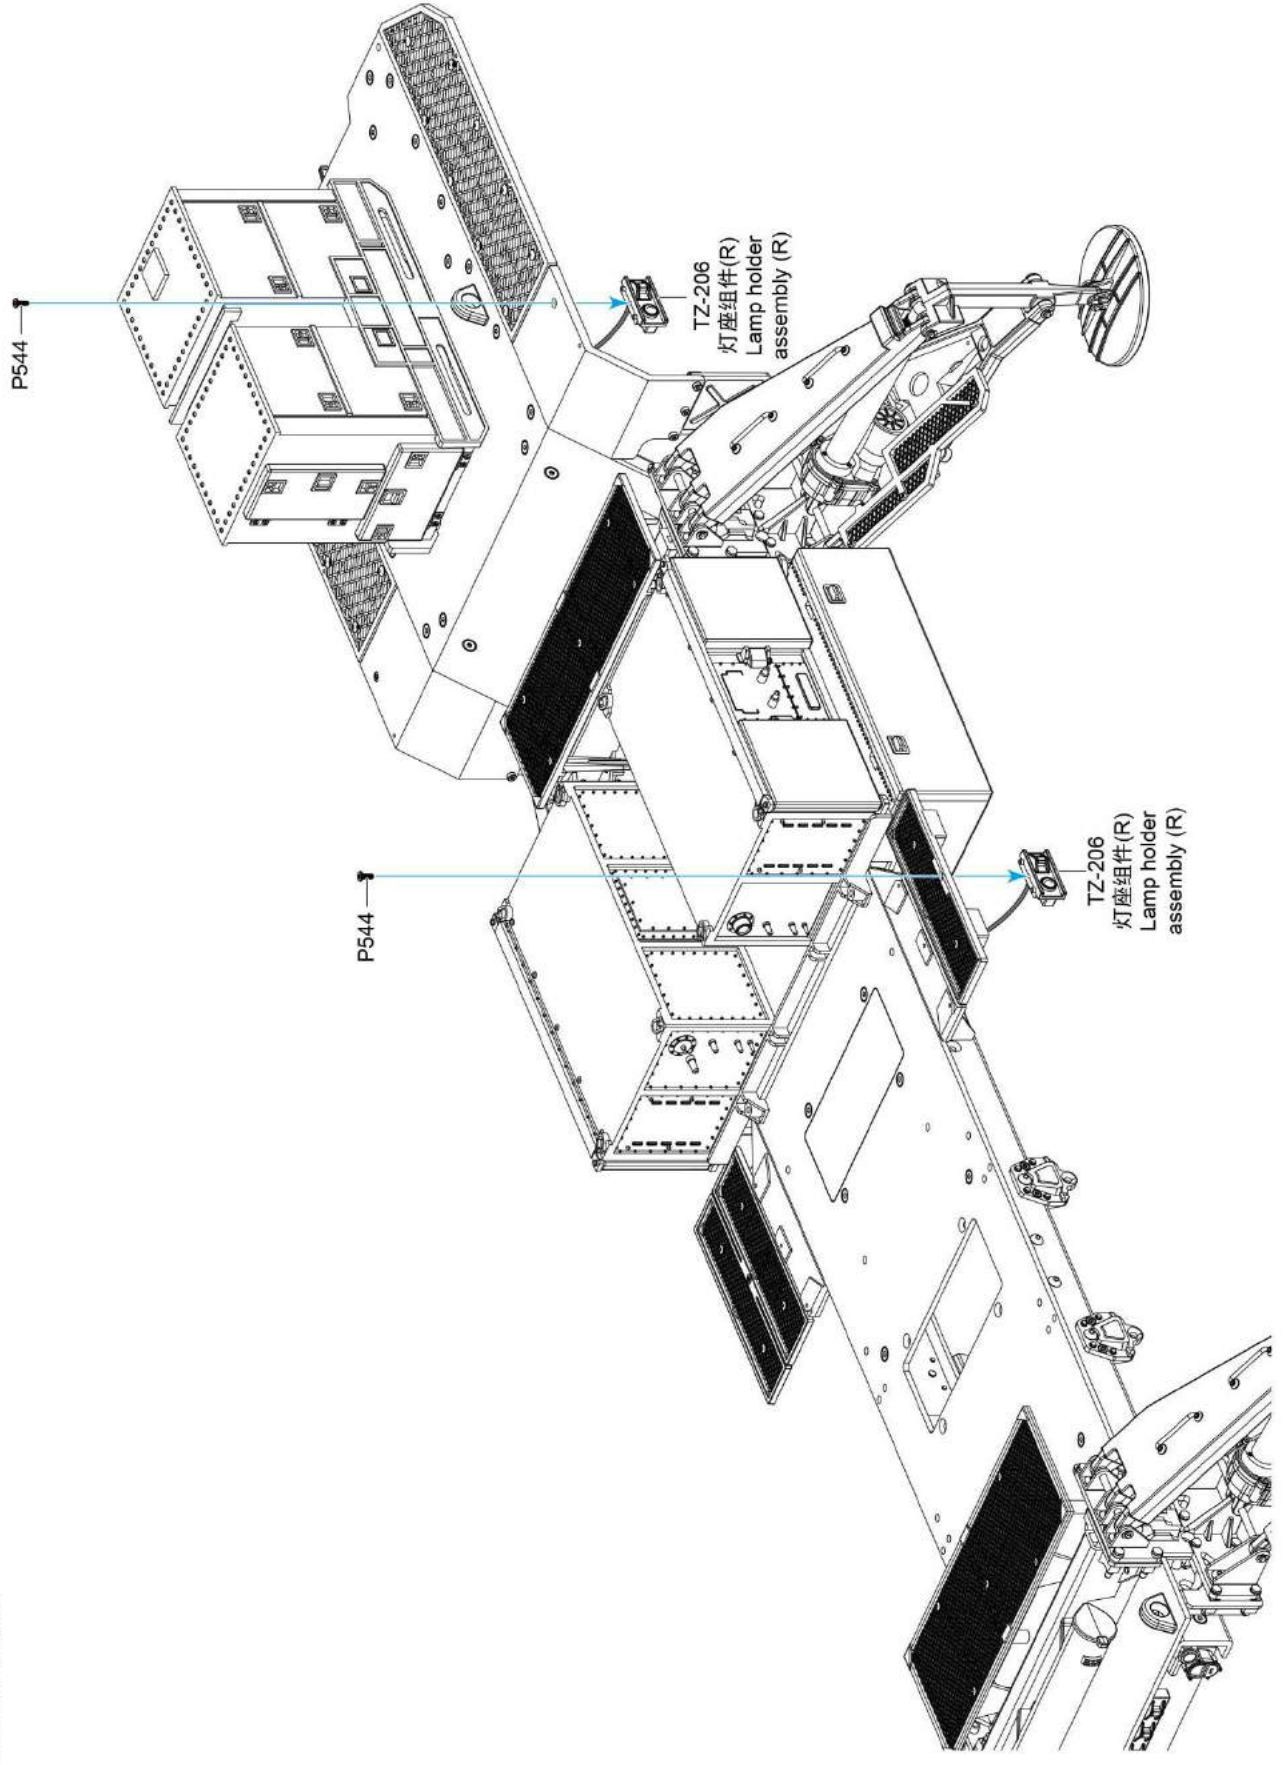 P544
TZ-206
灯座组件(R)
Lamp holder
assembly (R)
P544
TZ-206
灯座组件(R)
Lamp holder
assembly (R)